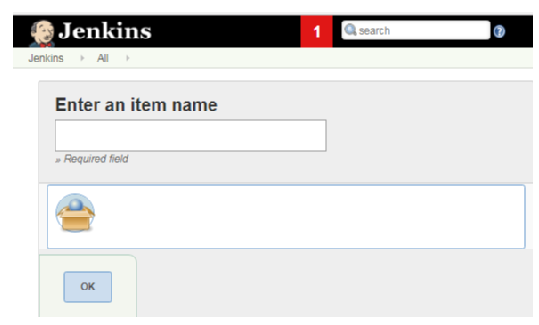 Jenkins
1
search
?
Jenkins
All
Enter an item name
» Required field
OK